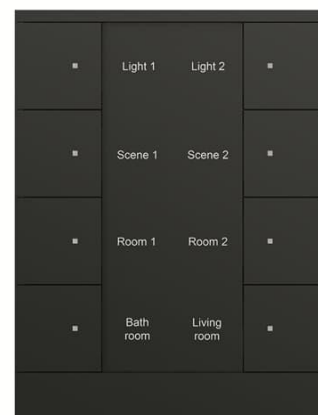 Light 1 Light 2
Scene 1 Scene 2
Room 1 Room 2
Bath Living
room room